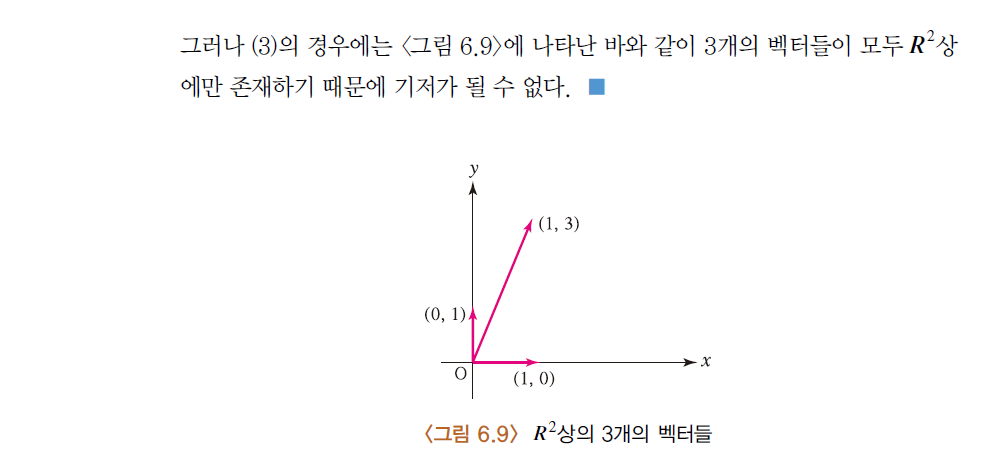 그러나 (3)의 경우에는 〈그림 6.9〉에 나타난 바와 같이 3개의 벡터들이 모두 R²상
에만 존재하기 때문에 기저가 될 수 없다. ■
y
(1, 3)
(0, 1)
x
O
(1, 0)
〈그림 6.9〉 R²상의 3개의 벡터들